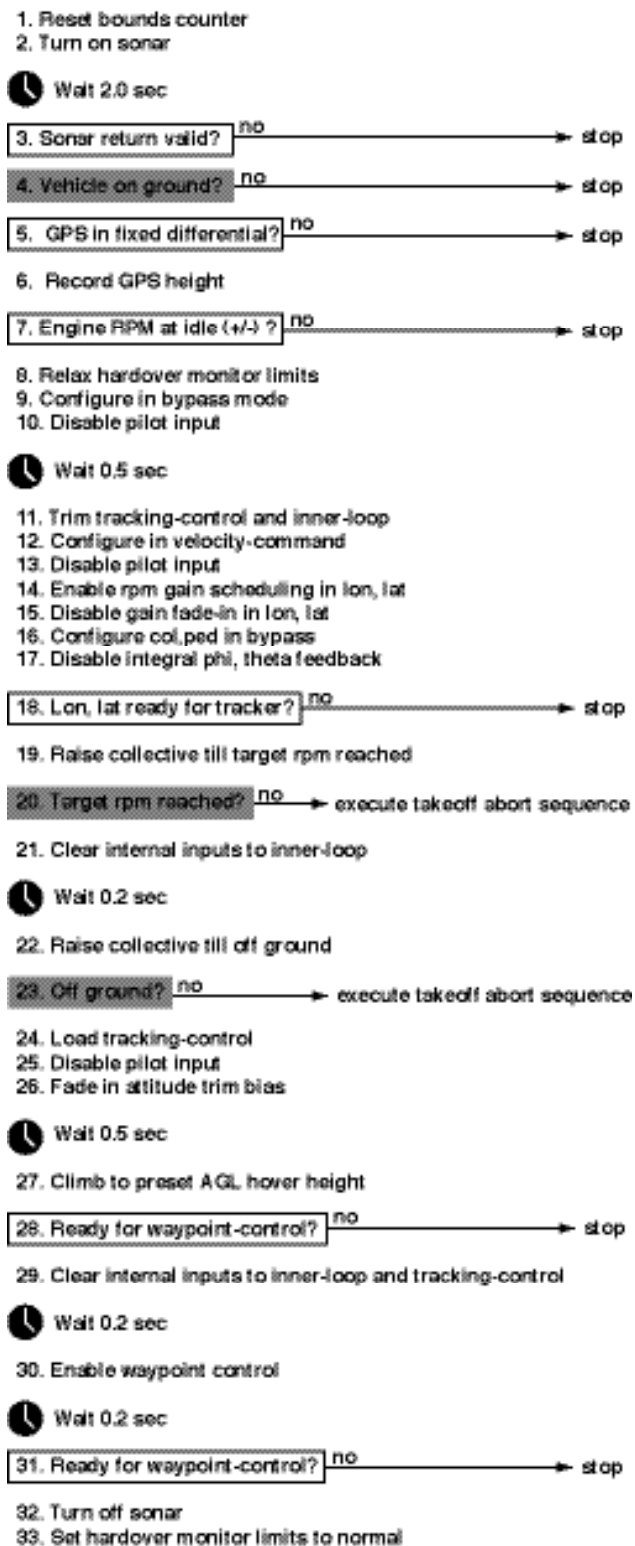 1. Reset bounds counter
2. Turn on sonar
Wait 2.0 sec
3. Sonar return valid? no stop
4. Vehicle on ground? no stop
5. GPS in fixed differential? no stop
6. Record GPS height
7. Engine RPM at idle (+/-) ? no stop
8. Relax hardover monitor limits
9. Configure in bypass mode
10. Disable pilot input
Wait 0.5 sec
11. Trim tracking-control and inner-loop
12. Configure in velocity-command
13. Disable pilot input
14. Enable rpm gain scheduling in lon, lat
15. Disable gain fade-in in lon, lat
16. Configure col,ped in bypass
17. Disable integral phi, theta feedback
18. Lon, lat ready for tracker? no stop
19. Raise collective till target rpm reached
20. Target rpm reached? no execute takeoff abort sequence
21. Clear internal inputs to inner-loop
Wait 0.2 sec
22. Raise collective till off ground
23. Off ground? no execute takeoff abort sequence
24. Load tracking-control
25. Disable pilot input
26. Fade in attitude trim bias
Wait 0.5 sec
27. Climb to preset AGL hover height
28. Ready for waypoint-control? no stop
29. Clear internal inputs to inner-loop and tracking-control
Wait 0.2 sec
30. Enable waypoint control
Wait 0.2 sec
31. Ready for waypoint-control? no stop
32. Turn off sonar
33. Set hardover monitor limits to normal